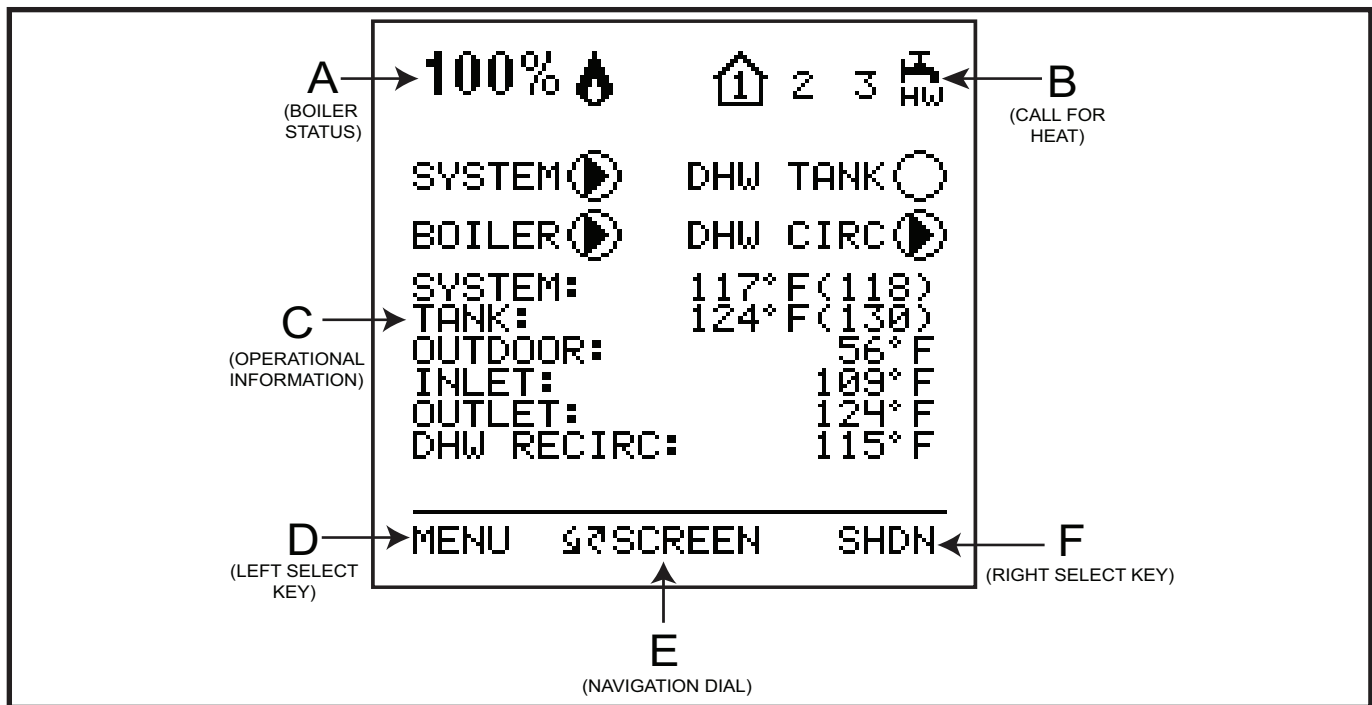 A
(BOILER
STATUS)
100%
1 2 3 HW
B
(CALL FOR
HEAT)
SYSTEM DHW TANK
BOILER DHW CIRC
C
(OPERATIONAL
INFORMATION)
SYSTEM: 117°F(118)
TANK: 124°F(130)
OUTDOOR: 56°F
INLET: 109°F
OUTLET: 124°F
DHW RECIRC: 115°F
D
(LEFT SELECT
KEY)
MENU SCREEN SHDN
F
(RIGHT SELECT KEY)
E
(NAVIGATION DIAL)